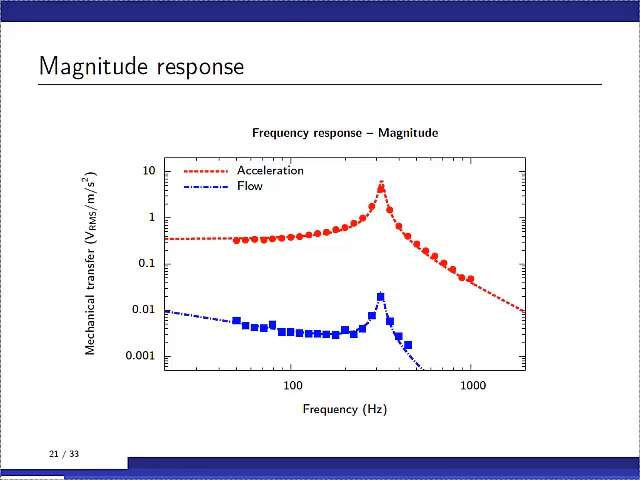 Magnitude response
Frequency response – Magnitude
Acceleration
Flow
10
1
0.1
0.01
0.001
Mechanical transfer (V_RMS/m/s²)
100 1000
Frequency (Hz)
21 / 33